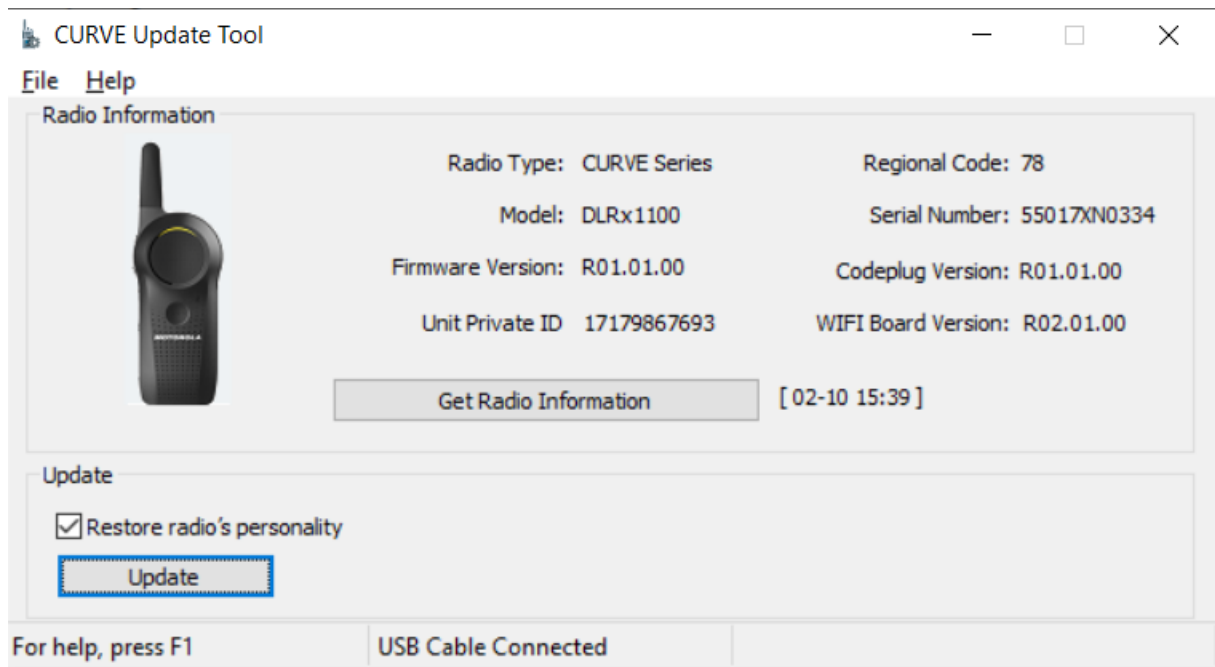 CURVE Update Tool
File Help
Radio Information
Radio Type: CURVE Series Regional Code: 78
Model: DLRx1100 Serial Number: 55017XN0334
Firmware Version: R01.01.00 Codeplug Version: R01.01.00
Unit Private ID 17179867693 WIFI Board Version: R02.01.00
MOTOROLA
Get Radio Information [ 02-10 15:39 ]
Update
Restore radio's personality
Update
For help, press F1 USB Cable Connected